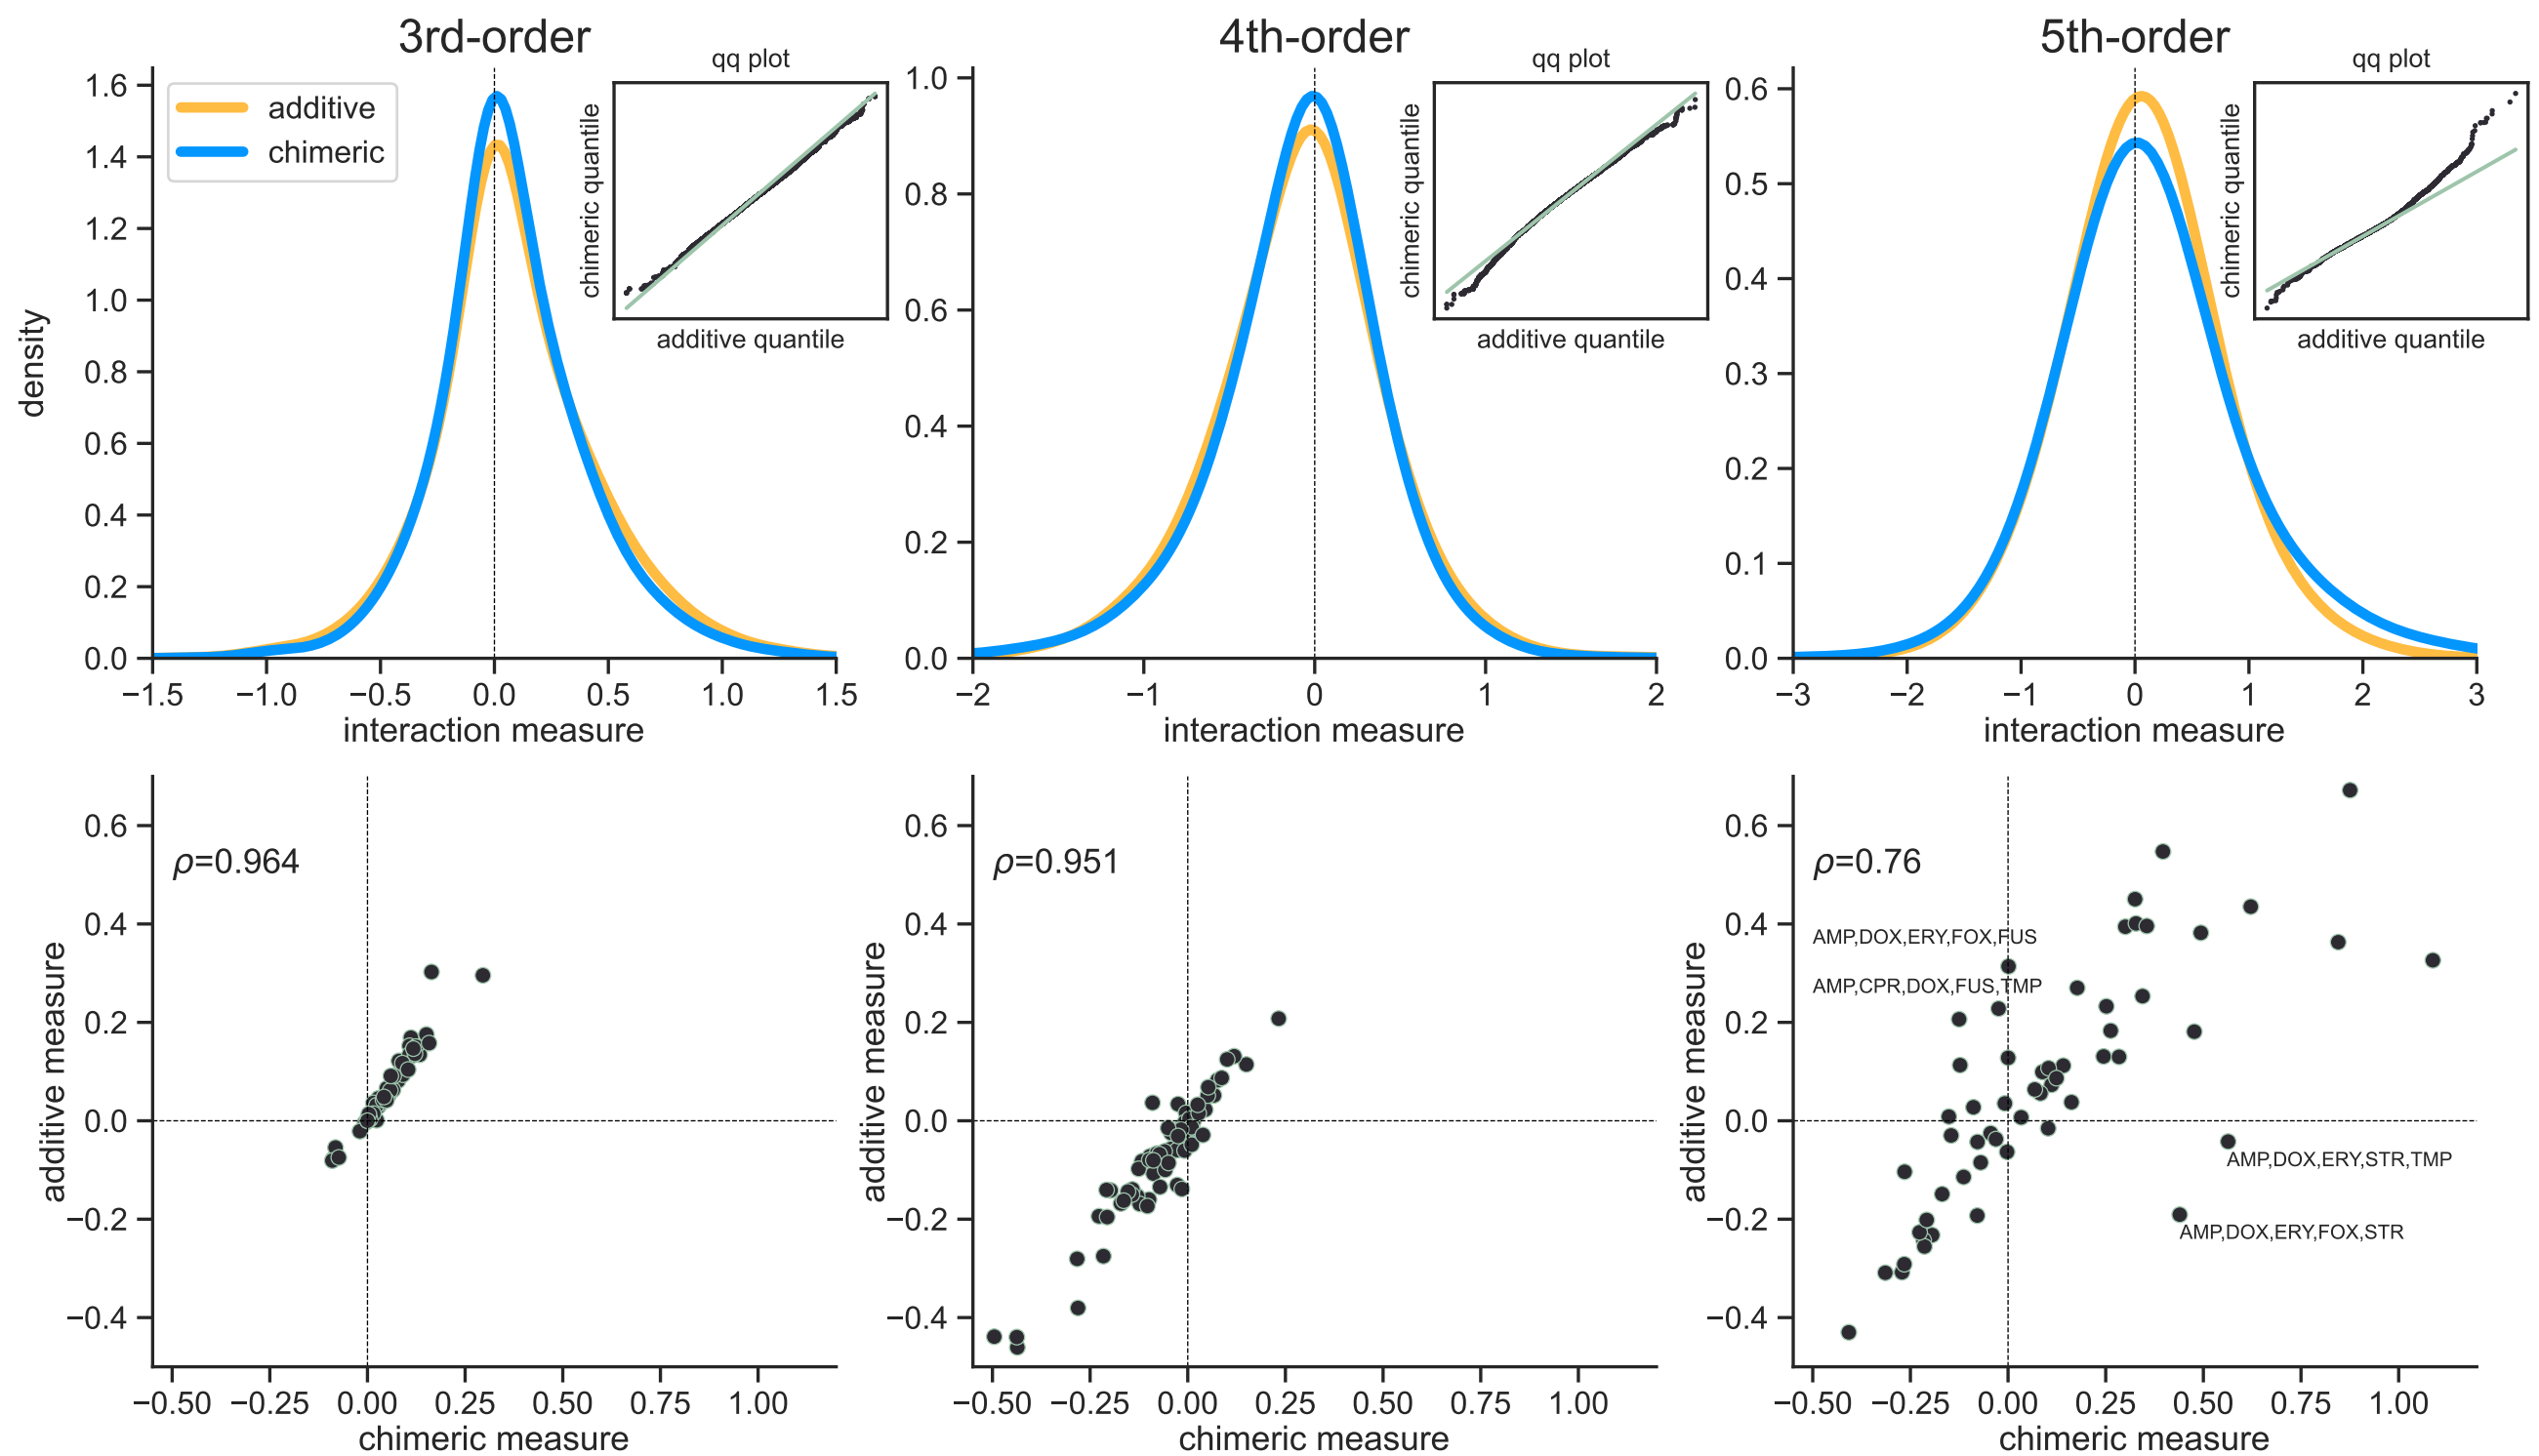 3rd-order
qq plot
additive
chimeric
chimeric quantile
additive quantile
1.6
1.4
1.2
1.0
0.8
0.6
0.4
0.2
0.0
density
−1.5 −1.0 −0.5 0.0 0.5 1.0 1.5
interaction measure
4th-order
qq plot
chimeric quantile
additive quantile
1.0
0.8
0.6
0.4
0.2
0.0
−2 −1 0 1 2
interaction measure
5th-order
qq plot
chimeric quantile
additive quantile
0.6
0.5
0.4
0.3
0.2
0.1
0.0
−3 −2 −1 0 1 2 3
interaction measure
ρ=0.964
0.6
0.4
0.2
0.0
−0.2
−0.4
additive measure
−0.50 −0.25 0.00 0.25 0.50 0.75 1.00
chimeric measure
ρ=0.951
0.6
0.4
0.2
0.0
−0.2
−0.4
additive measure
−0.50 −0.25 0.00 0.25 0.50 0.75 1.00
chimeric measure
ρ=0.76
AMP,DOX,ERY,FOX,FUS
AMP,CPR,DOX,FUS,TMP
AMP,DOX,ERY,STR,TMP
AMP,DOX,ERY,FOX,STR
0.6
0.4
0.2
0.0
−0.2
−0.4
additive measure
−0.50 −0.25 0.00 0.25 0.50 0.75 1.00
chimeric measure